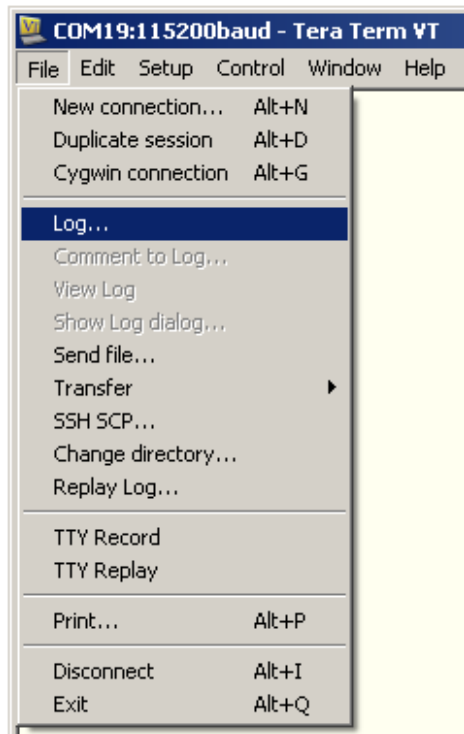 COM19:115200baud - Tera Term VT
File Edit Setup Control Window Help
New connection... Alt+N
Duplicate session Alt+D
Cygwin connection Alt+G
Log...
Comment to Log...
View Log
Show Log dialog...
Send file...
Transfer
SSH SCP...
Change directory...
Replay Log...
TTY Record
TTY Replay
Print... Alt+P
Disconnect Alt+I
Exit Alt+Q